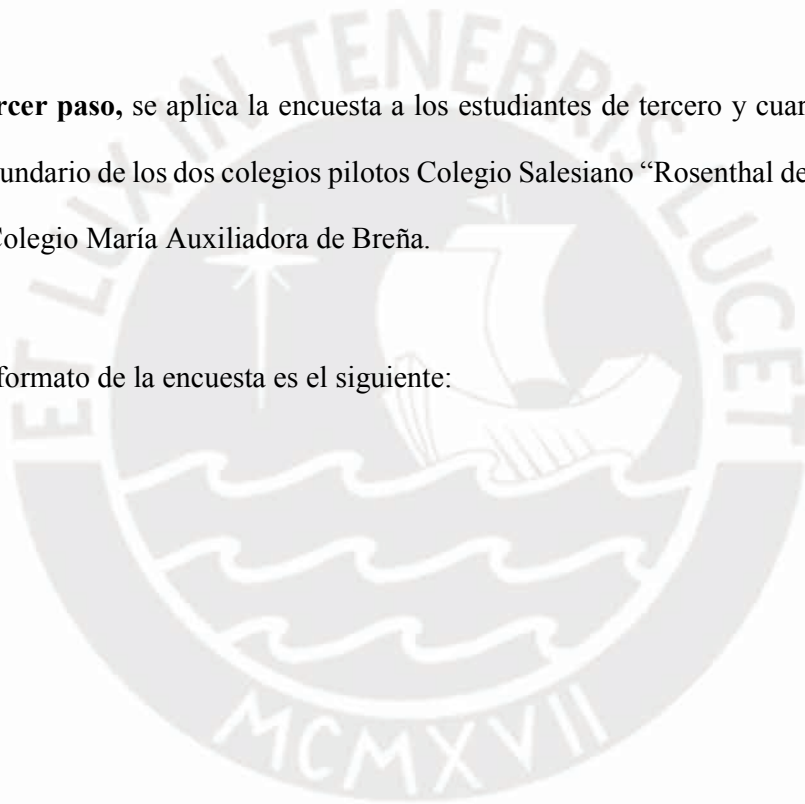 rcer paso, se aplica la encuesta a los estudiantes de tercero y cuar
undario de los dos colegios pilotos Colegio Salesiano “Rosenthal de
Colegio María Auxiliadora de Breña.
formato de la encuesta es el siguiente:
ET LUX IN TENEBRIS LUCET
MCMXVII